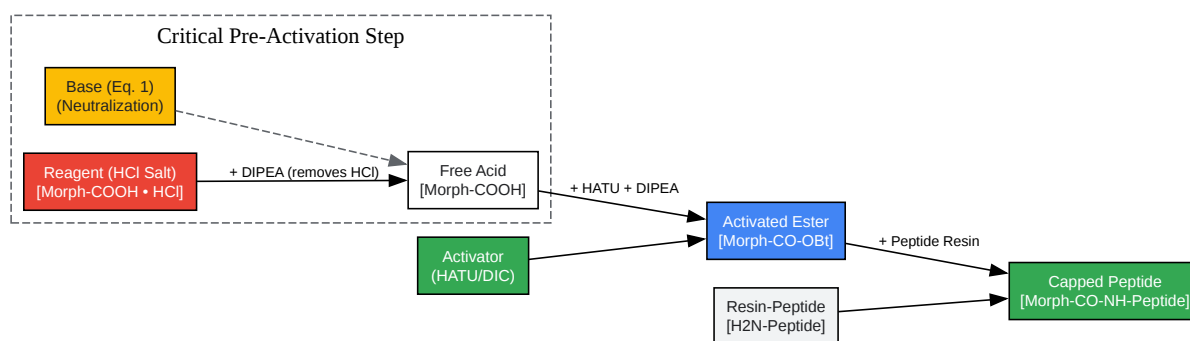 Critical Pre-Activation Step
Base (Eq. 1)
(Neutralization)
Reagent (HCl Salt)
[Morph-COOH • HCl]
+ DIPEA (removes HCl)
Free Acid
[Morph-COOH]
+ HATU + DIPEA
Activator
(HATU/DIC)
Activated Ester
[Morph-CO-OBt]
+ Peptide Resin
Resin-Peptide
[H2N-Peptide]
Capped Peptide
[Morph-CO-NH-Peptide]